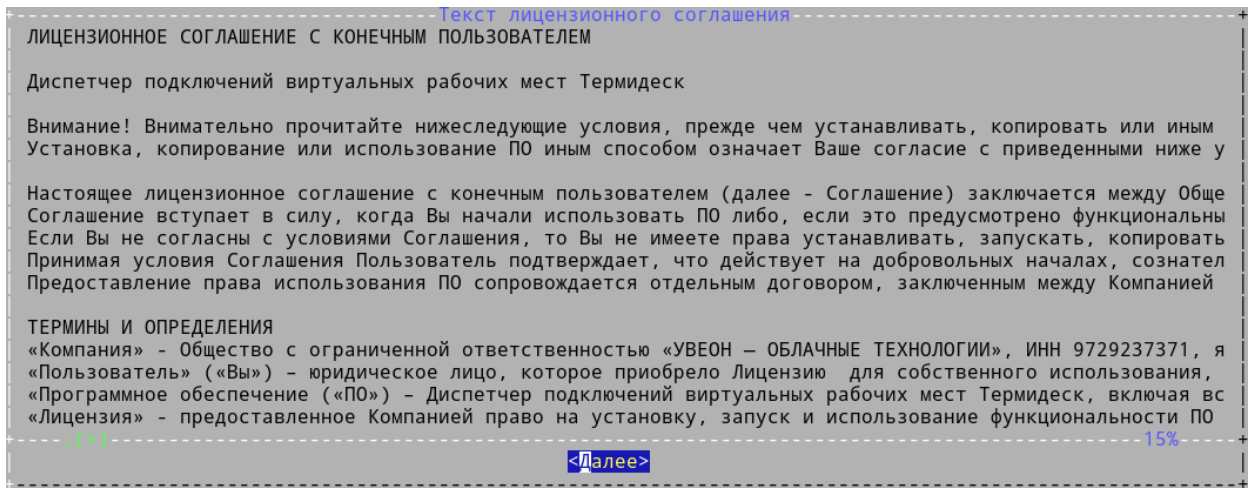 Текст лицензионного соглашения
ЛИЦЕНЗИОННОЕ СОГЛАШЕНИЕ С КОНЕЧНЫМ ПОЛЬЗОВАТЕЛЕМ
Диспетчер подключений виртуальных рабочих мест Термидеск
Внимание! Внимательно прочитайте нижеследующие условия, прежде чем устанавливать, копировать или иным
Установка, копирование или использование ПО иным способом означает Ваше согласие с приведенными ниже у
Настоящее лицензионное соглашение с конечным пользователем (далее - Соглашение) заключается между Обще
Соглашение вступает в силу, когда Вы начали использовать ПО либо, если это предусмотрено функциональны
Если Вы не согласны с условиями Соглашения, то Вы не имеете права устанавливать, запускать, копировать
Принимая условия Соглашения Пользователь подтверждает, что действует на добровольных началах, сознател
Предоставление права использования ПО сопровождается отдельным договором, заключенным между Компанией
ТЕРМИНЫ И ОПРЕДЕЛЕНИЯ
«Компания» - Общество с ограниченной ответственностью «УВЕОН — ОБЛАЧНЫЕ ТЕХНОЛОГИИ», ИНН 9729237371, я
«Пользователь» («Вы») – юридическое лицо, которое приобрело Лицензию  для собственного использования,
«Программное обеспечение («ПО») – Диспетчер подключений виртуальных рабочих мест Термидеск, включая вс
«Лицензия» - предоставленное Компанией право на установку, запуск и использование функциональности ПО
(+)
15%
<Далее>